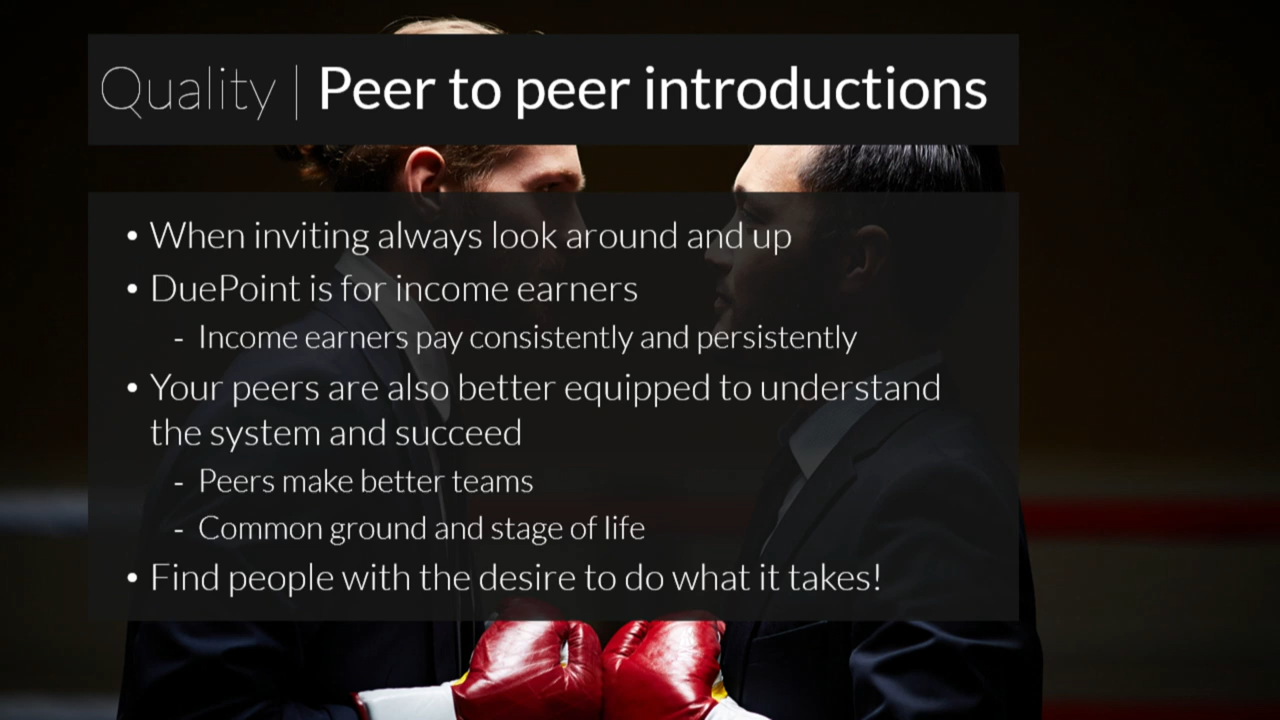 Quality | Peer to peer introductions
• When inviting always look around and up
• DuePoint is for income earners
- Income earners pay consistently and persistently
• Your peers are also better equipped to understand
the system and succeed
- Peers make better teams
- Common ground and stage of life
• Find people with the desire to do what it takes!